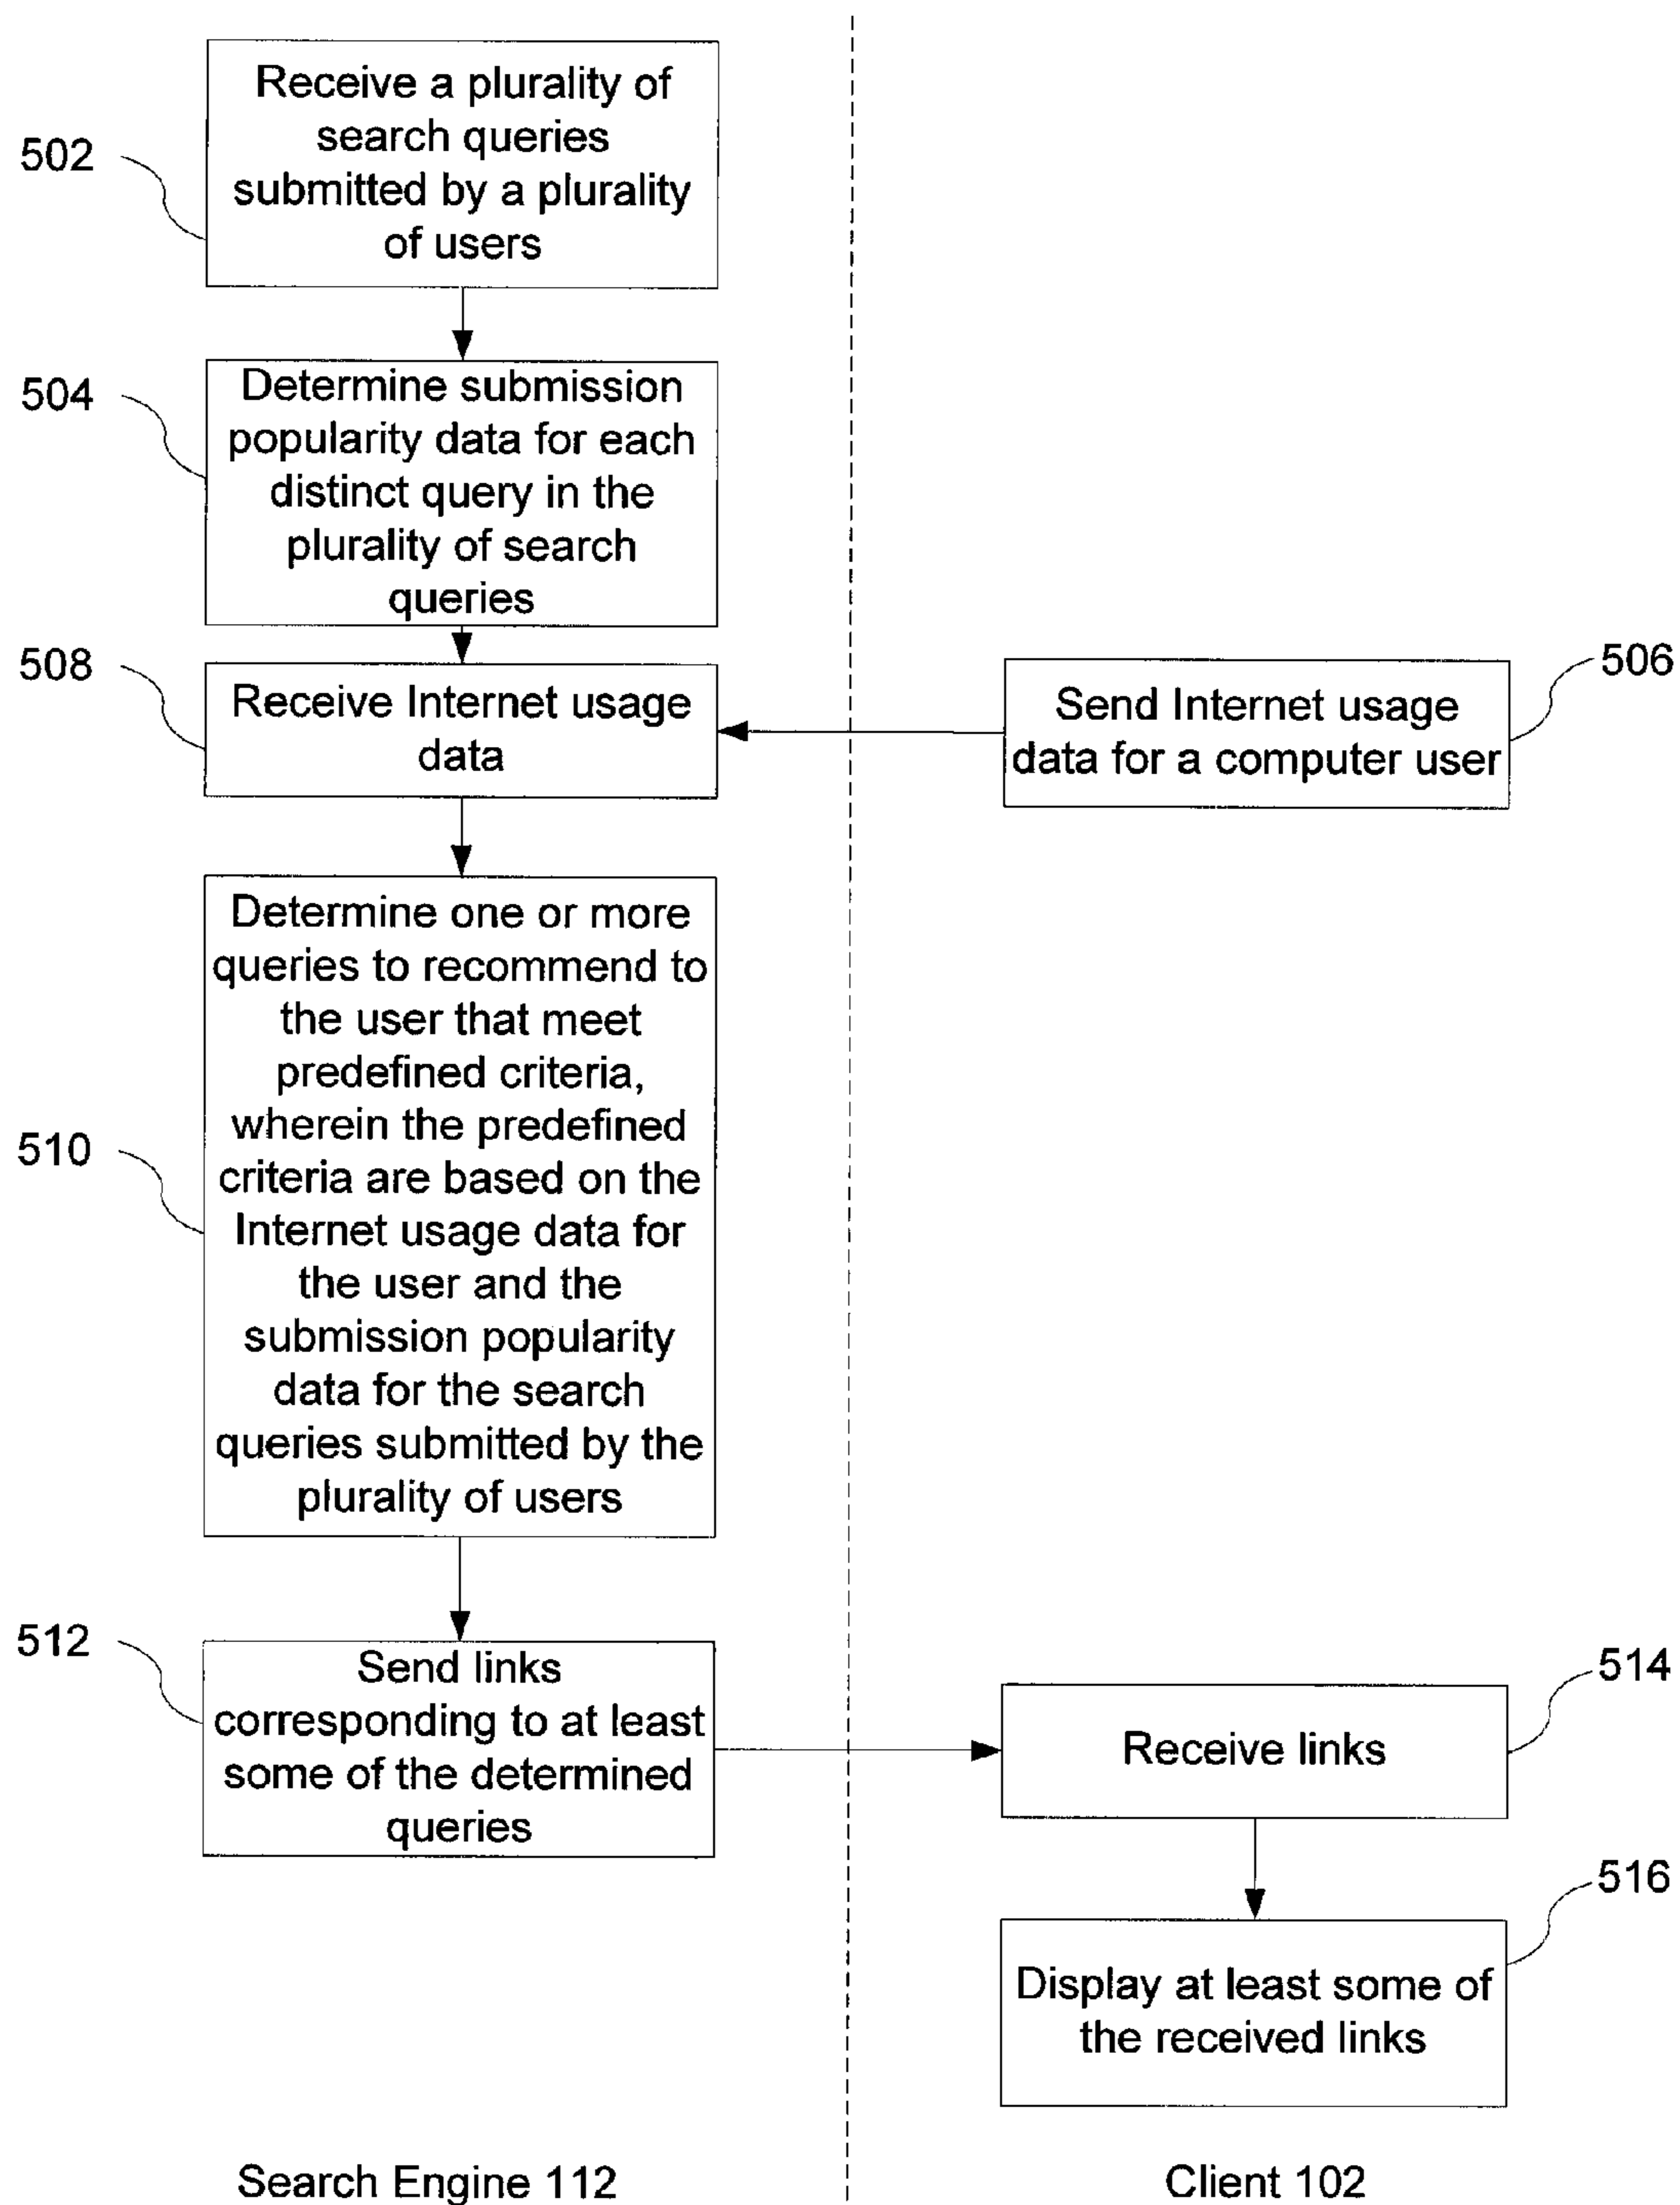 502
Receive a plurality of
search queries
submitted by a plurality
of users
504
Determine submission
popularity data for each
distinct query in the
plurality of search
queries
508
Receive Internet usage
data
506
Send Internet usage
data for a computer user
510
Determine one or more
queries to recommend to
the user that meet
predefined criteria,
wherein the predefined
criteria are based on the
Internet usage data for
the user and the
submission popularity
data for the search
queries submitted by the
plurality of users
512
Send links
corresponding to at least
some of the determined
queries
514
Receive links
516
Display at least some of
the received links
Search Engine 112
Client 102